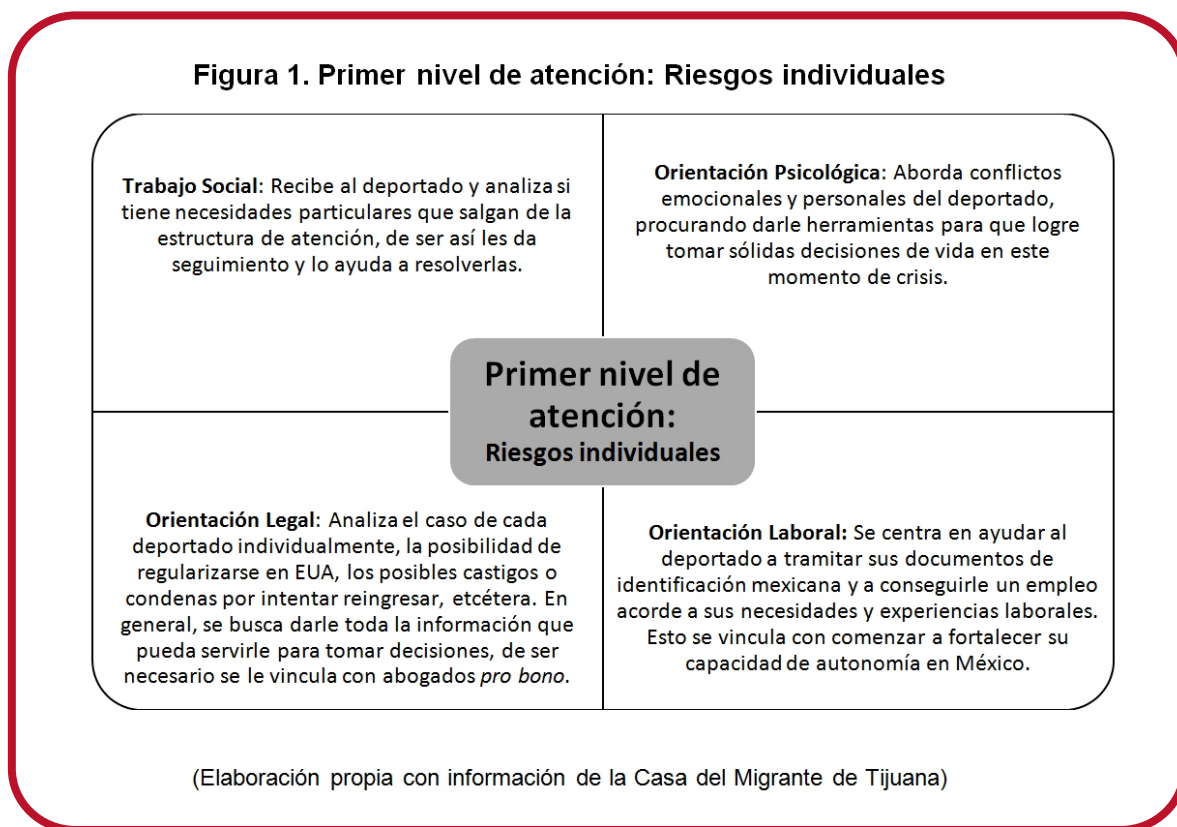 Figura 1. Primer nivel de atención: Riesgos individuales
Trabajo Social: Recibe al deportado y analiza si
tiene necesidades particulares que salgan de la
estructura de atención, de ser así les da
seguimiento y lo ayuda a resolverlas.
Orientación Psicológica: Aborda conflictos
emocionales y personales del deportado,
procurando darle herramientas para que logre
tomar sólidas decisiones de vida en este
momento de crisis.
Primer nivel de
atención:
Riesgos individuales
Orientación Legal: Analiza el caso de cada
deportado individualmente, la posibilidad de
regularizarse en EUA, los posibles castigos o
condenas por intentar reingresar, etcétera. En
general, se busca darle toda la información que
pueda servirle para tomar decisiones, de ser
necesario se le vincula con abogados pro bono.
Orientación Laboral: Se centra en ayudar al
deportado a tramitar sus documentos de
identificación mexicana y a conseguirle un empleo
acorde a sus necesidades y experiencias laborales.
Esto se vincula con comenzar a fortalecer su
capacidad de autonomía en México.
(Elaboración propia con información de la Casa del Migrante de Tijuana)